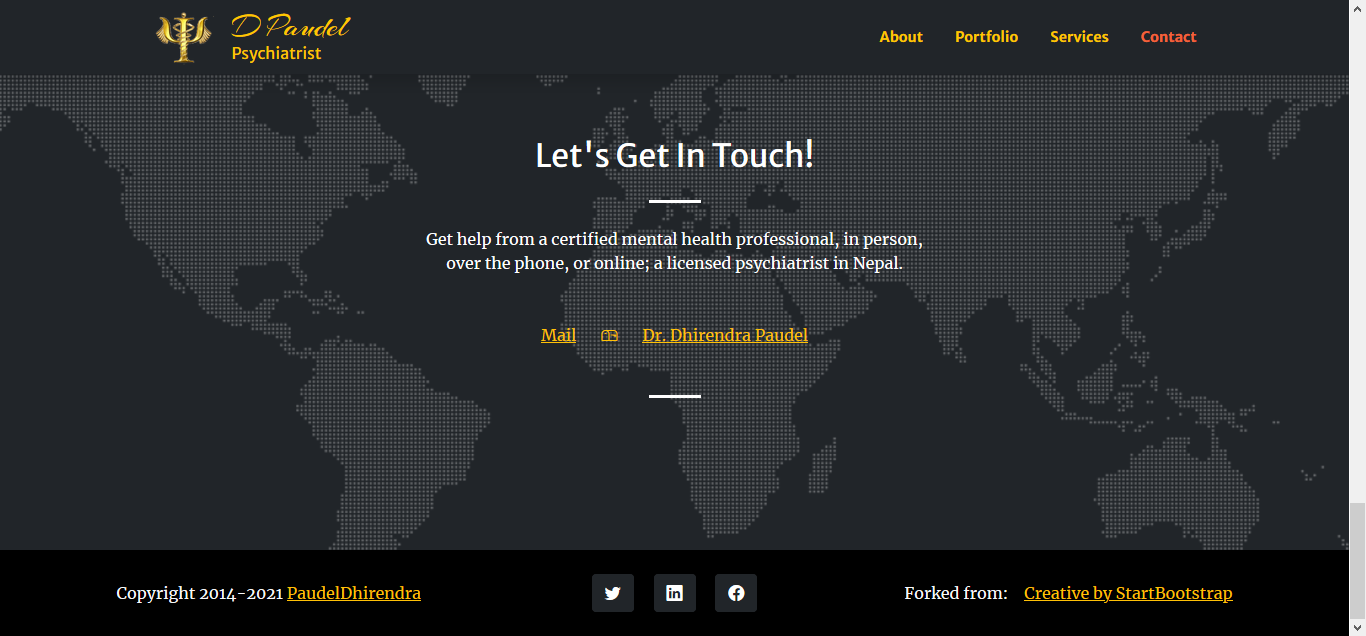 D Paudel
Psychiatrist
About Portfolio Services Contact
Let's Get In Touch!
Get help from a certified mental health professional, in person,
over the phone, or online; a licensed psychiatrist in Nepal.
Mail Dr. Dhirendra Paudel
Copyright 2014-2021 PaudelDhirendra
Forked from: Creative by StartBootstrap